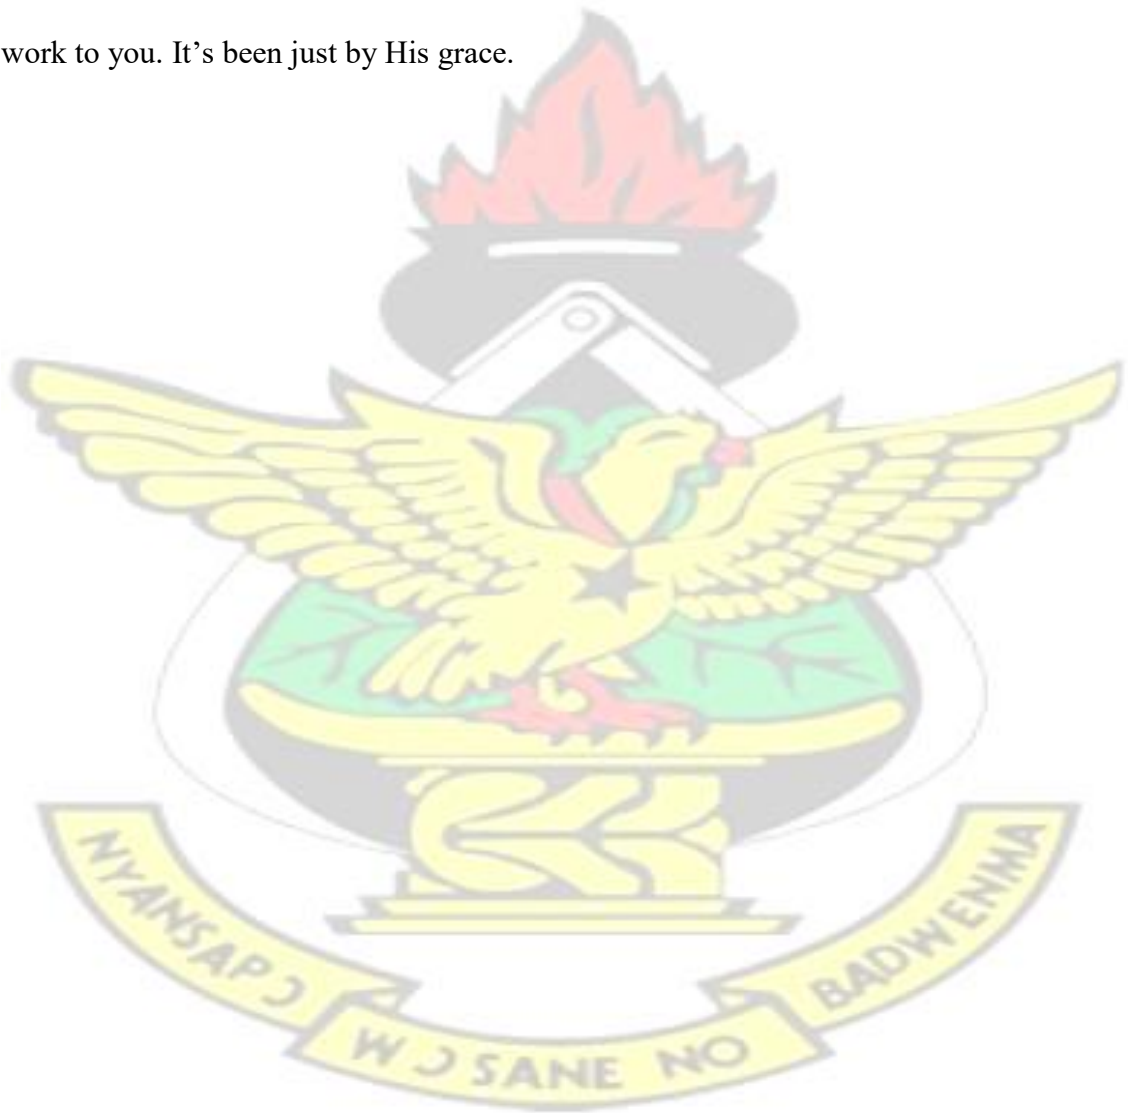 work to you. It’s been just by His grace.
NYANSAPƆ
WƆSANE NO
BADWENMA